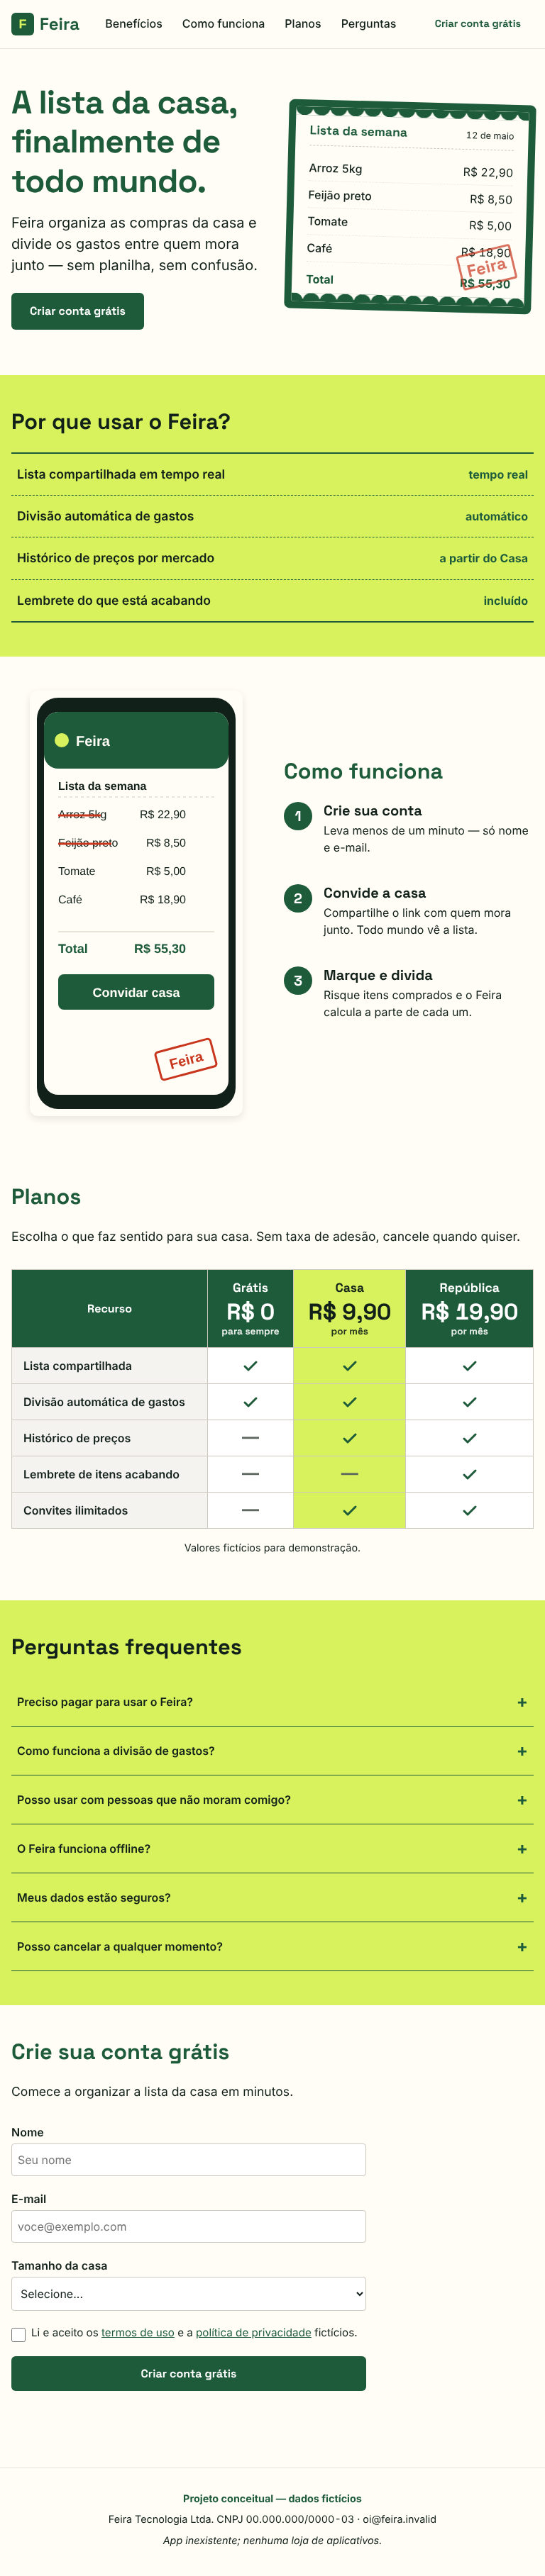 F Feira Benefícios Como funciona Planos Perguntas Criar conta grátis
A lista da casa,
finalmente de
todo mundo.
Feira organiza as compras da casa e
divide os gastos entre quem mora
junto — sem planilha, sem confusão.
Criar conta grátis
Lista da semana 12 de maio
Arroz 5kg R$ 22,90
Feijão preto R$ 8,50
Tomate R$ 5,00
Café R$ 18,90
Feira
Total R$ 55,30
Por que usar o Feira?
Lista compartilhada em tempo real tempo real
Divisão automática de gastos automático
Histórico de preços por mercado a partir do Casa
Lembrete do que está acabando incluído
Feira
Lista da semana
Arroz 5kg R$ 22,90
Feijão preto R$ 8,50
Tomate R$ 5,00
Café R$ 18,90
Total R$ 55,30
Convidar casa
Feira
Como funciona
1 Crie sua conta
Leva menos de um minuto — só nome
e e-mail.
2 Convide a casa
Compartilhe o link com quem mora
junto. Todo mundo vê a lista.
3 Marque e divida
Risque itens comprados e o Feira
calcula a parte de cada um.
Planos
Escolha o que faz sentido para sua casa. Sem taxa de adesão, cancele quando quiser.
Recurso Grátis R$ 0 para sempre Casa R$ 9,90 por mês República R$ 19,90 por mês
Lista compartilhada ✓ ✓ ✓
Divisão automática de gastos ✓ ✓ ✓
Histórico de preços — ✓ ✓
Lembrete de itens acabando — — ✓
Convites ilimitados — ✓ ✓
Valores fictícios para demonstração.
Perguntas frequentes
Preciso pagar para usar o Feira? +
Como funciona a divisão de gastos? +
Posso usar com pessoas que não moram comigo? +
O Feira funciona offline? +
Meus dados estão seguros? +
Posso cancelar a qualquer momento? +
Crie sua conta grátis
Comece a organizar a lista da casa em minutos.
Nome
Seu nome
E-mail
voce@exemplo.com
Tamanho da casa
Selecione...
Li e aceito os termos de uso e a política de privacidade fictícios.
Criar conta grátis
Projeto conceitual — dados fictícios
Feira Tecnologia Ltda. CNPJ 00.000.000/0000-03 · oi@feira.invalid
App inexistente; nenhuma loja de aplicativos.